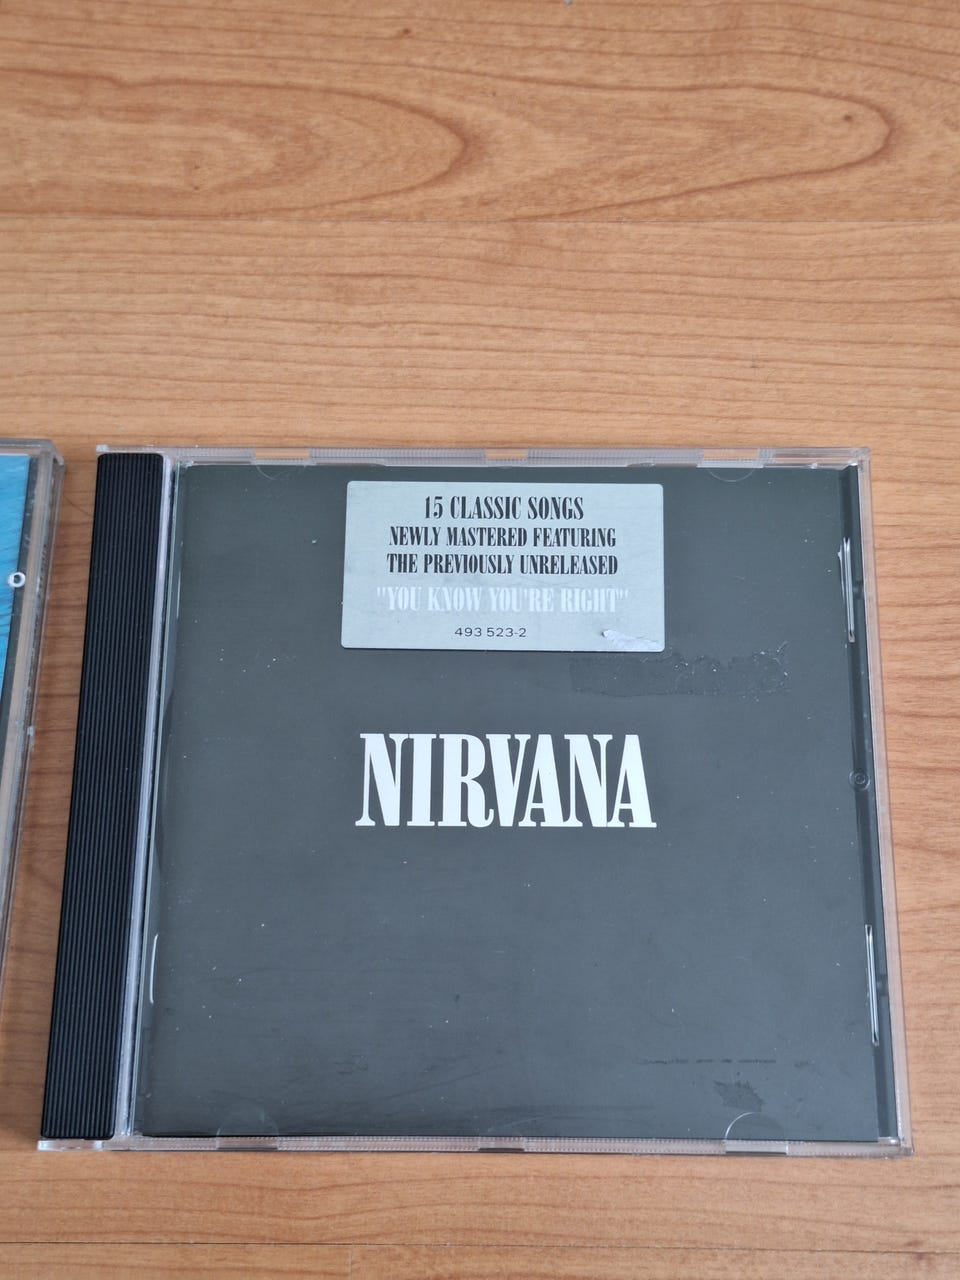 15 CLASSIC SONGS
NEWLY MASTERED FEATURING
THE PREVIOUSLY UNRELEASED
"YOU KNOW YOU'RE RIGHT"
493 523-2
NIRVANA